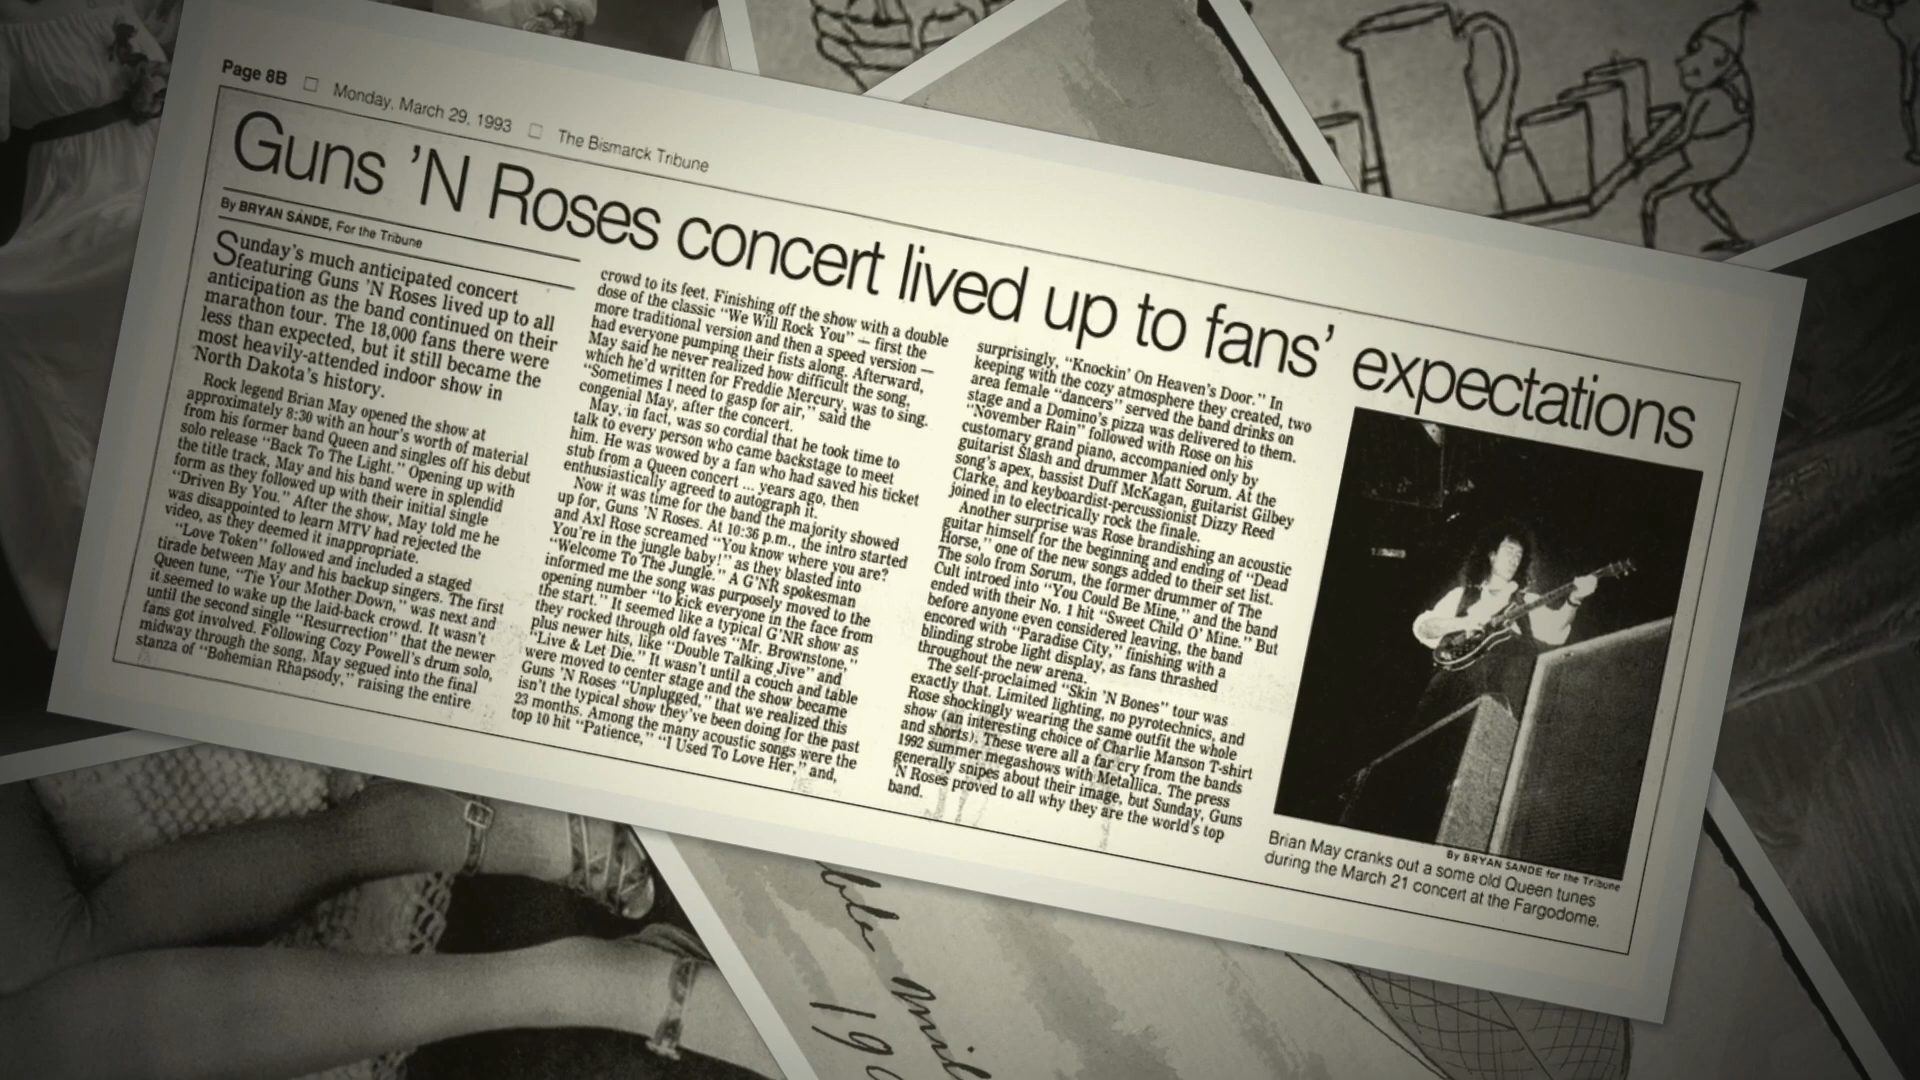 Page 8B □ Monday, March 29, 1993 □ The Bismarck Tribune
Guns 'N Roses concert lived up to fans' expectations
By BRYAN SANDE, For the Tribune
Sunday's much anticipated concert
featuring Guns 'N Roses lived up to all
anticipation as the band continued on their
marathon tour. The 18,000 fans there were
less than expected, but it still became the
most heavily-attended indoor show in
North Dakota's history.
Rock legend Brian May opened the show at
approximately 8:30 with an hour's worth of material
from his former band Queen and singles off his debut
solo release "Back To The Light." Opening up with
the title track, May and his band were in splendid
form as they followed up with their initial single
"Driven By You." After the show, May told me he
was disappointed to learn MTV had rejected the
video, as they deemed it inappropriate.
"Love Token" followed and included a staged
tirade between May and his backup singers. The first
Queen tune, "Tie Your Mother Down," was next and
it seemed to wake up the laid-back crowd. It wasn't
until the second single "Resurrection" that the newer
fans got involved. Following Cozy Powell's drum solo,
midway through the song, May segued into the final
stanza of "Bohemian Rhapsody," raising the entire
crowd to its feet. Finishing off the show with a double
dose of the classic "We Will Rock You" — first the
more traditional version and then a speed version —
had everyone pumping their fists along. Afterward,
May said he never realized how difficult the song,
which he'd written for Freddie Mercury, was to sing.
"Sometimes I need to gasp for air," said the
congenial May, after the concert.
May, in fact, was so cordial that he took time to
talk to every person who came backstage to meet
him. He was wowed by a fan who had saved his ticket
stub from a Queen concert ... years ago, then
enthusiastically agreed to autograph it.
Now it was time for the band the majority showed
up for, Guns 'N Roses. At 10:36 p.m., the intro started
and Axl Rose screamed "You know where you are?
You're in the jungle baby!" as they blasted into
"Welcome To The Jungle." A G'NR spokesman
informed me the song was purposely moved to the
opening number "to kick everyone in the face from
the start." It seemed like a typical G'NR show as
they rocked through old faves "Mr. Brownstone,"
plus newer hits, like "Double Talking Jive" and
"Live & Let Die." It wasn't until a couch and table
were moved to center stage and the show became
Guns 'N Roses "Unplugged," that we realized this
isn't the typical show they've been doing for the past
23 months. Among the many acoustic songs were the
top 10 hit "Patience," "I Used To Love Her," and,
surprisingly, "Knockin' On Heaven's Door." In
keeping with the cozy atmosphere they created, two
area female "dancers" served the band drinks on
stage and a Domino's pizza was delivered to them.
"November Rain" followed with Rose on his
customary grand piano, accompanied only by
guitarist Slash and drummer Matt Sorum. At the
song's apex, bassist Duff McKagan, guitarist Gilbey
Clarke, and keyboardist-percussionist Dizzy Reed
joined in to electrically rock the finale.
Another surprise was Rose brandishing an acoustic
guitar himself for the beginning and ending of "Dead
Horse," one of the new songs added to their set list.
The solo from Sorum, the former drummer of The
Cult introed into "You Could Be Mine," and the band
ended with their No. 1 hit "Sweet Child O' Mine." But
before anyone even considered leaving, the band
encored with "Paradise City," finishing with a
blinding strobe light display, as fans thrashed
throughout the new arena.
The self-proclaimed "Skin 'N Bones" tour was
exactly that. Limited lighting, no pyrotechnics, and
Rose shockingly wearing the same outfit the whole
show (an interesting choice of Charlie Manson T-shirt
and shorts). These were all a far cry from the bands
1992 summer megashows with Metallica. The press
generally snipes about their image, but Sunday, Guns
'N Roses proved to all why they are the world's top
band.
By BRYAN SANDE for the Tribune
Brian May cranks out a some old Queen tunes
during the March 21 concert at the Fargodome.